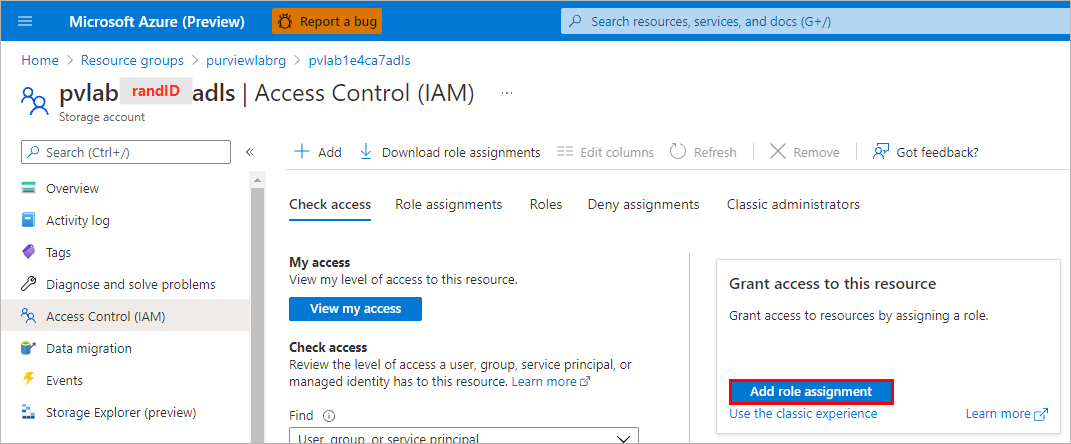 Microsoft Azure (Preview)
Report a bug
Search resources, services, and docs (G+/)
Home > Resource groups > purviewlabrg > pvlab1e4ca7adls
pvlab randID adls | Access Control (IAM) ...
Storage account
Search (Ctrl+/)
Add
Download role assignments
Edit columns
Refresh
Remove
Got feedback?
Overview
Activity log
Tags
Diagnose and solve problems
Access Control (IAM)
Data migration
Events
Storage Explorer (preview)
Check access
Role assignments
Roles
Deny assignments
Classic administrators
My access
View my level of access to this resource.
View my access
Check access
Review the level of access a user, group, service principal, or
managed identity has to this resource. Learn more
Find
User, group, or service principal
Grant access to this resource
Grant access to resources by assigning a role.
Add role assignment
Use the classic experience
Learn more